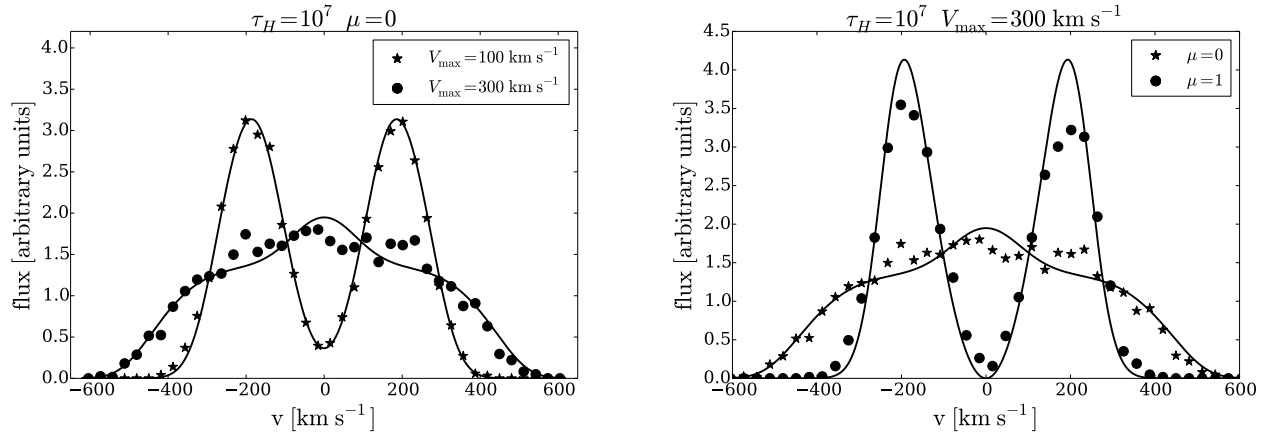 τ_H=10^7 μ=0
V_max=100 km s^−1
V_max=300 km s^−1
flux [arbitrary units]
4.0
3.5
3.0
2.5
2.0
1.5
1.0
0.5
0.0
−600 −400 −200 0 200 400 600
v [km s^−1]
τ_H=10^7 V_max=300 km s^−1
μ=0
μ=1
flux [arbitrary units]
4.5
4.0
3.5
3.0
2.5
2.0
1.5
1.0
0.5
0.0
−600 −400 −200 0 200 400 600
v [km s^−1]